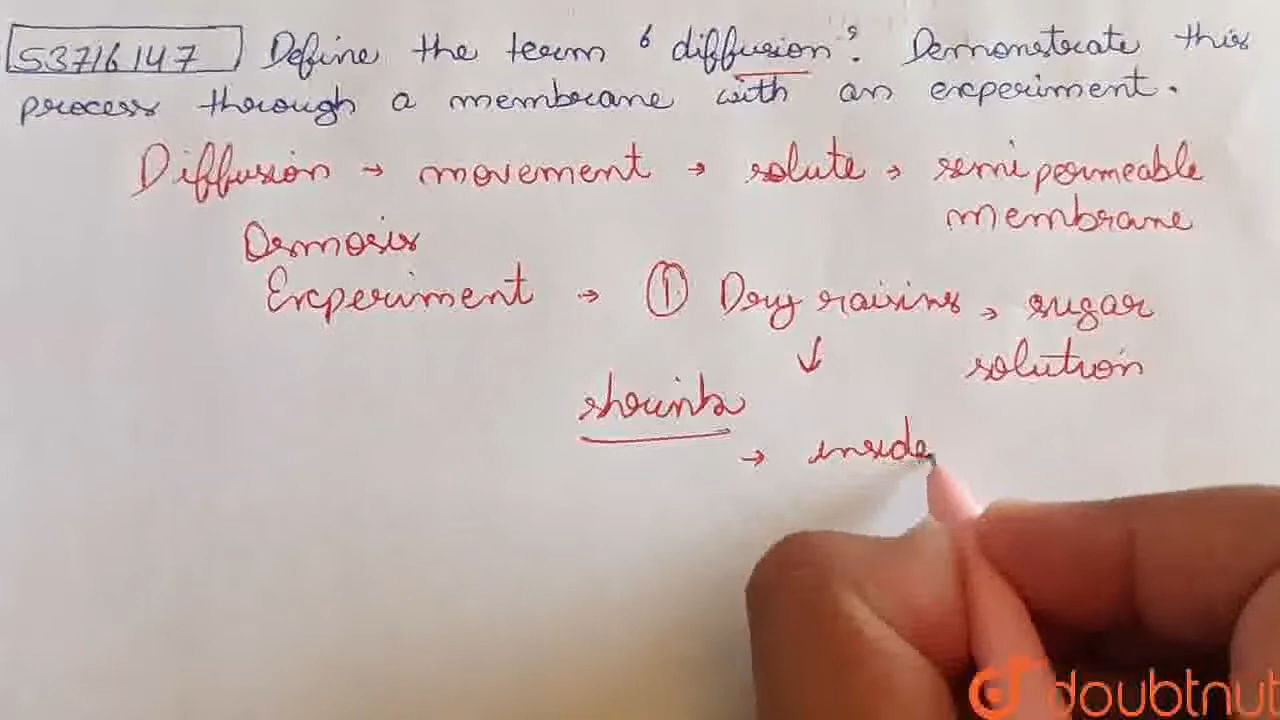 53716147 Define the term 'diffusion'. Demonstrate this
process through a membrane with an experiment.
Diffusion → movement → solute → semipermeable
membrane
Osmosis
Experiment → ① Dry raisins → sugar
↓ solution
shrinks
→ inside
doubtnut